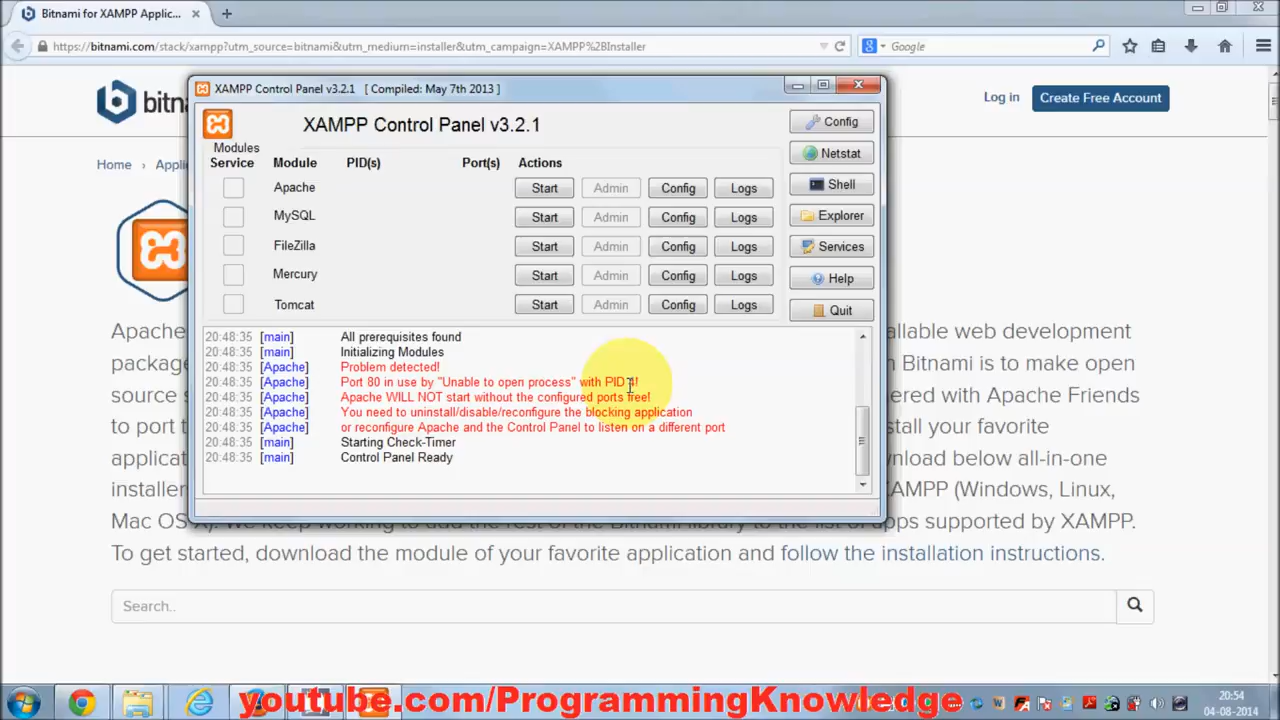 Bitnami for XAMPP Applic...
https://bitnami.com/stack/xampp?utm_source=bitnami&utm_medium=installer&utm_campaign=XAMPP%2BInstaller
Google
bitn
Log in
Create Free Account
Home › Appli
XAMPP Control Panel v3.2.1 [ Compiled: May 7th 2013 ]
XAMPP Control Panel v3.2.1
Config
Modules
Service Module PID(s) Port(s) Actions
Netstat
Apache Start Admin Config Logs
Shell
MySQL Start Admin Config Logs
Explorer
FileZilla Start Admin Config Logs
Services
Mercury Start Admin Config Logs
Help
Tomcat Start Admin Config Logs
Quit
20:48:35 [main] All prerequisites found
20:48:35 [main] Initializing Modules
20:48:35 [Apache] Problem detected!
20:48:35 [Apache] Port 80 in use by "Unable to open process" with PID 4!
20:48:35 [Apache] Apache WILL NOT start without the configured ports free!
20:48:35 [Apache] You need to uninstall/disable/reconfigure the blocking application
20:48:35 [Apache] or reconfigure Apache and the Control Panel to listen on a different port
20:48:35 [main] Starting Check-Timer
20:48:35 [main] Control Panel Ready
Apache allable web development
package n Bitnami is to make open
source s ered with Apache Friends
to port t stall your favorite
applicat nload below all-in-one
installer XAMPP (Windows, Linux,
Mac OSX). We keep working to add the rest of the Bitnami library to the list of apps supported by XAMPP.
To get started, download the module of your favorite application and follow the installation instructions.
Search..
youtube.com/ProgrammingKnowledge
20:54
04-08-2014